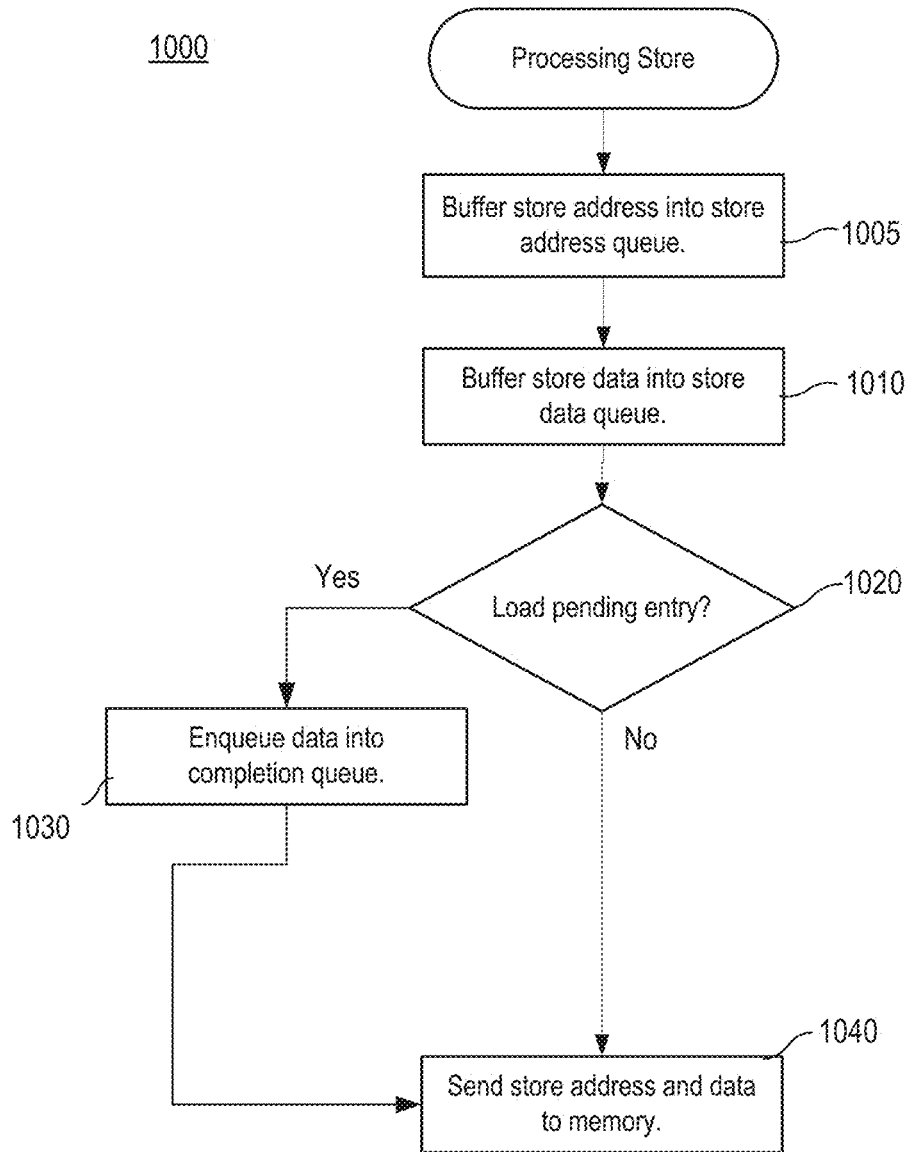 1000
Processing Store
Buffer store address into store
address queue.
1005
Buffer store data into store
data queue.
1010
Load pending entry?
1020
Yes
No
Enqueue data into
completion queue.
1030
1040
Send store address and data
to memory.